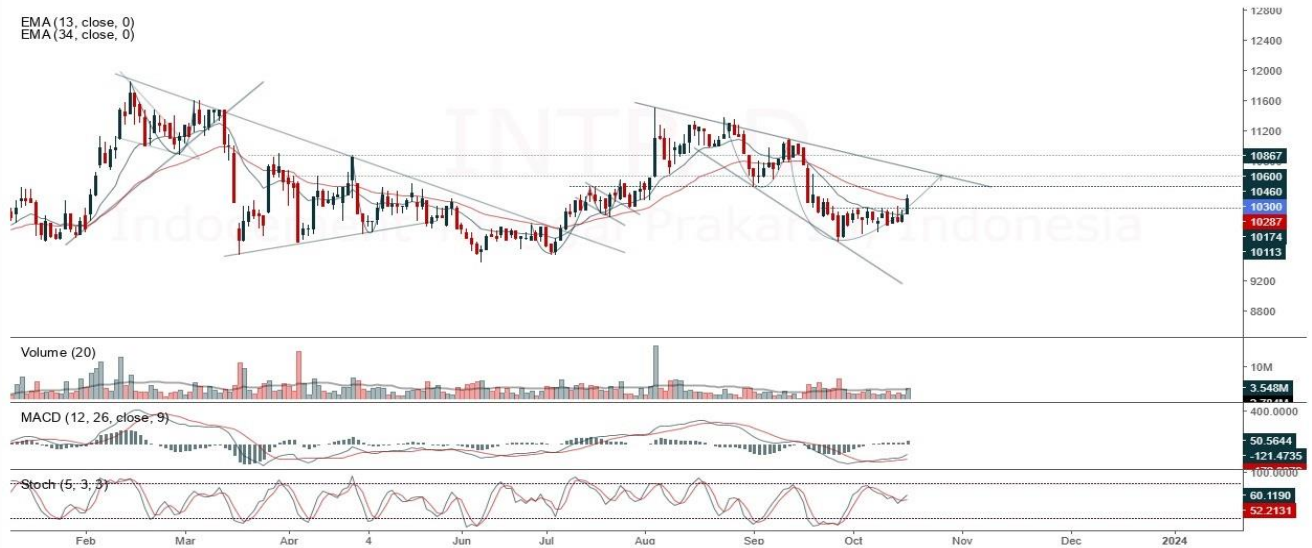 EMA (13, close, 0)
EMA (34, close, 0)
12800
12400
12000
11600
11200
10867
10600
10460
10300
10287
10174
10113
9200
8800
Indocement Tunggal Prakarsa Indonesia
Volume (20)
10M
3.548M
MACD (12, 26, close, 9)
400.0000
50.5644
-121.4735
100.0000
Stoch (5, 3, 3)
60.1190
52.2131
Feb Mar Apr 4 Jun Jul Aug Sep Oct Nov Dec 2024